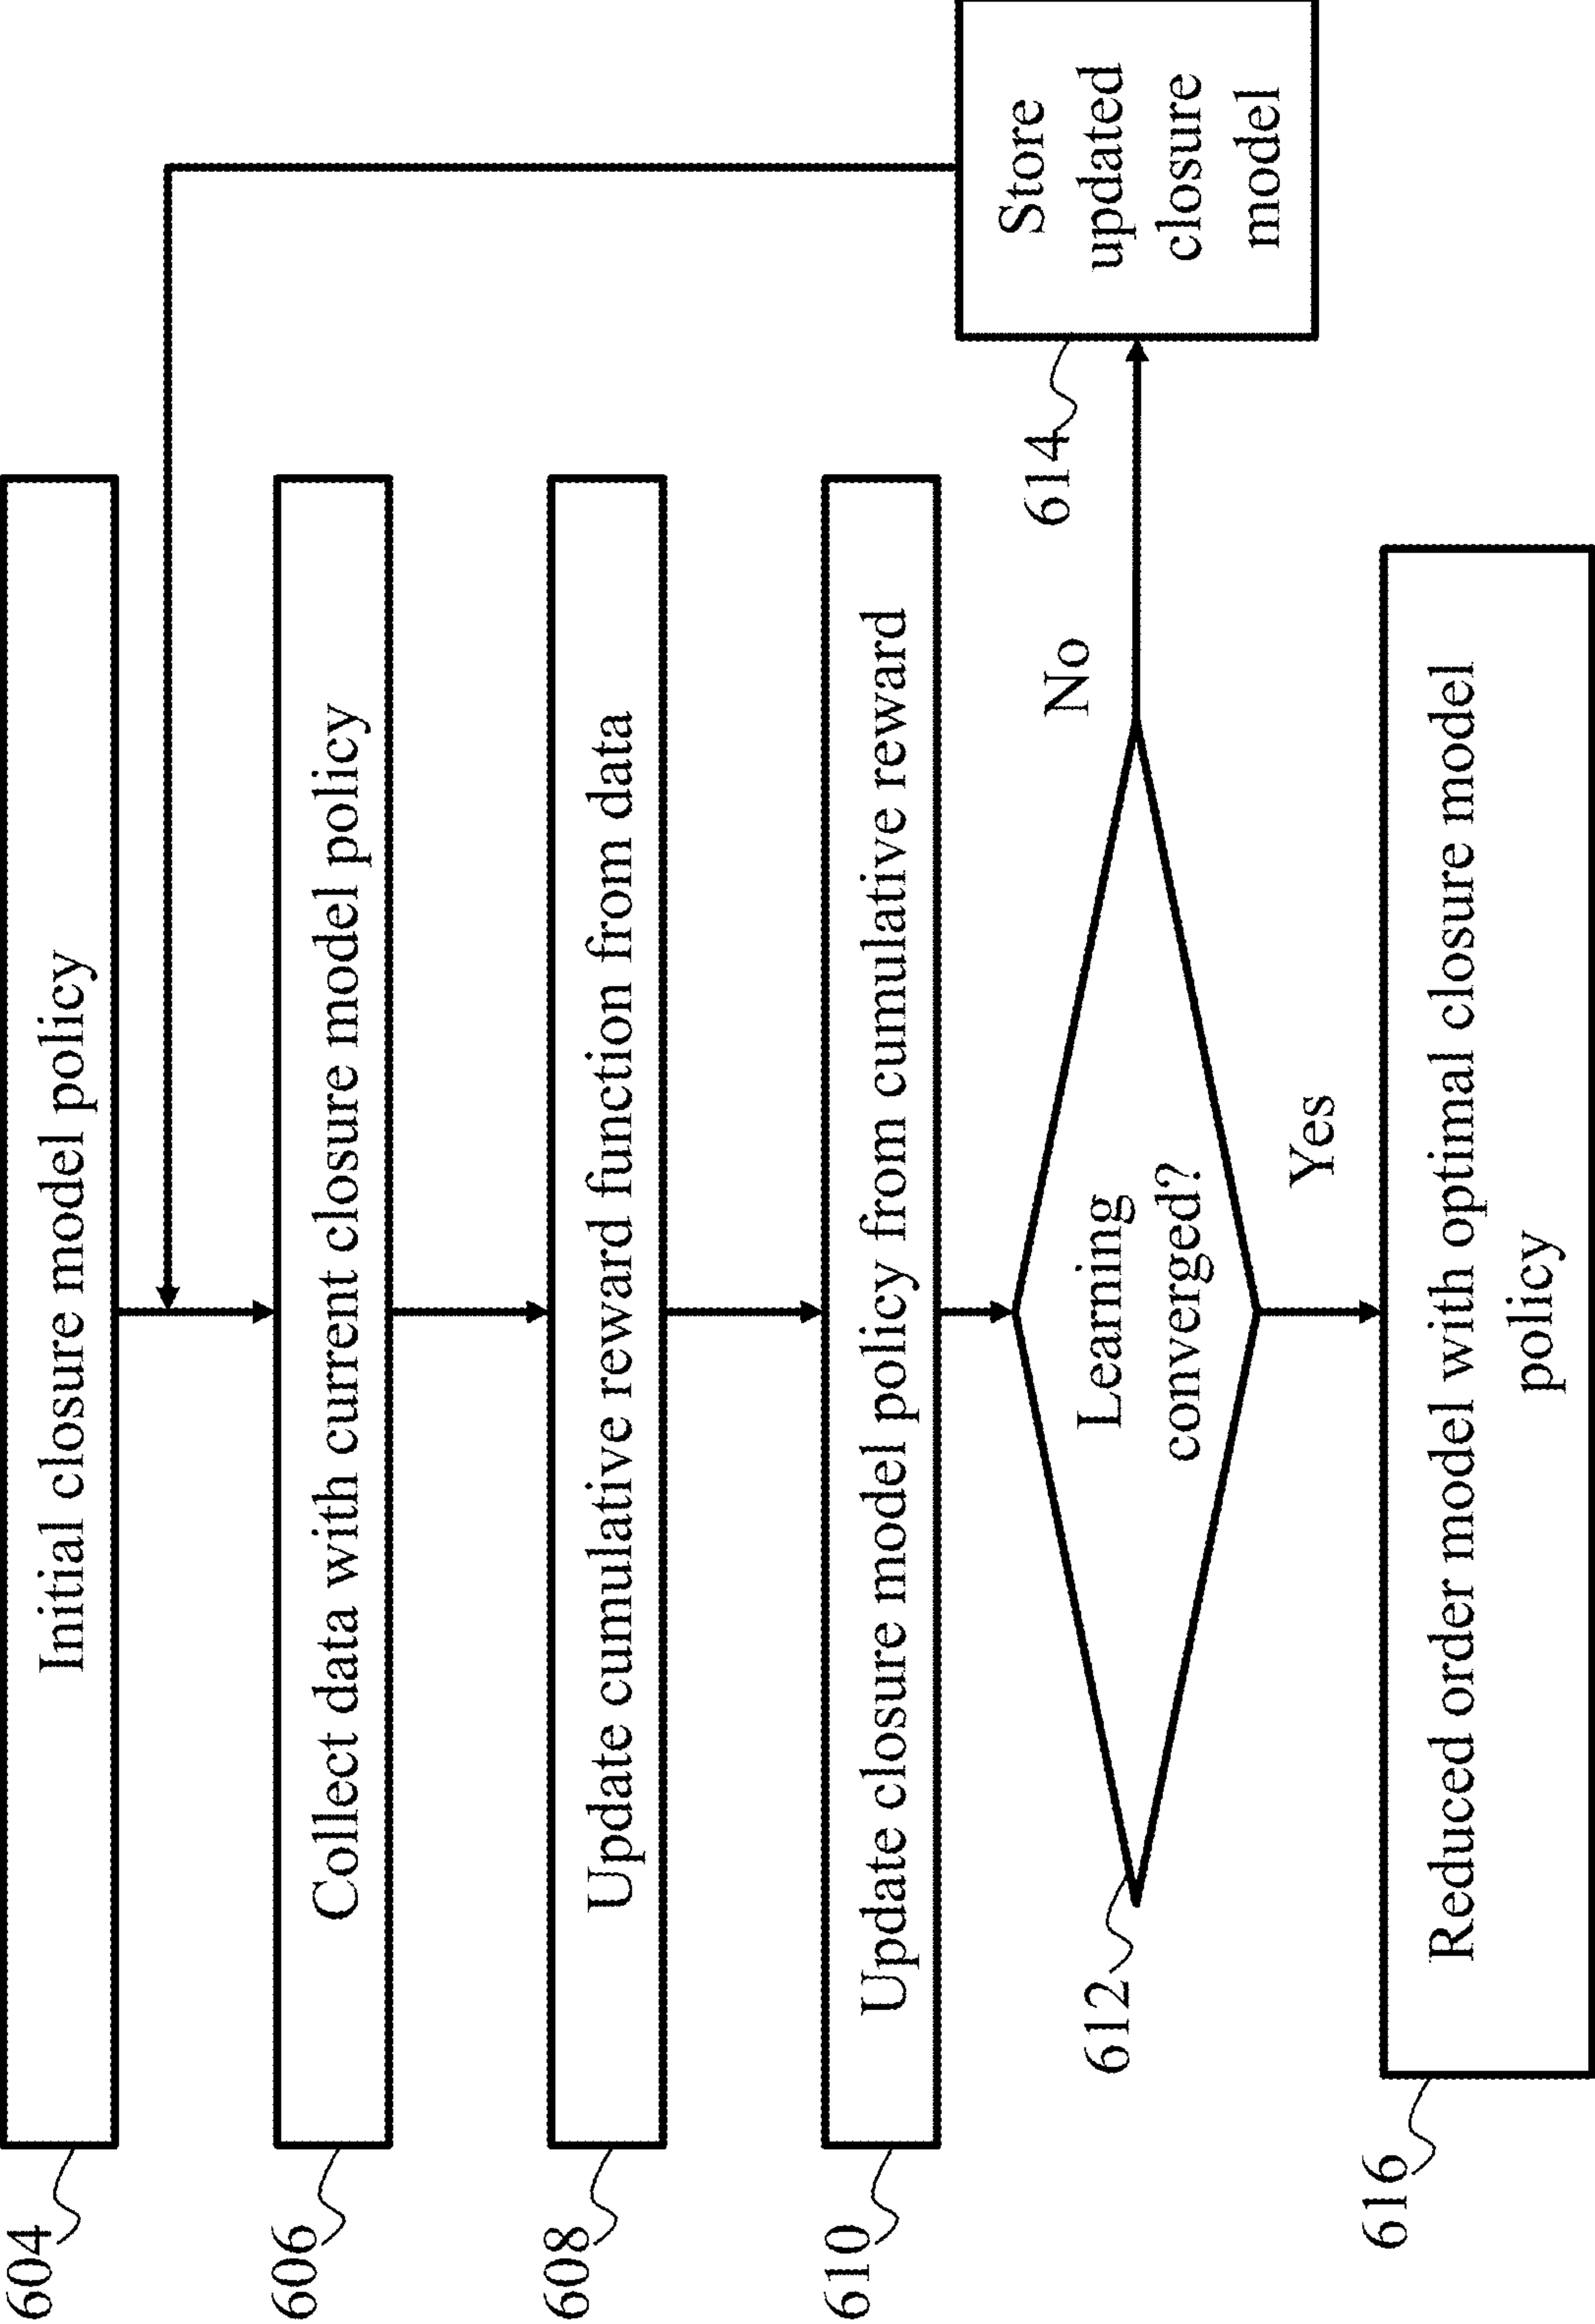 604
Initial closure model policy
606
Collect data with current closure model policy
608
Update cumulative reward function from data
610
Update closure model policy from cumulative reward
612
Learning
converged?
No
614
Store
updated
closure
model
Yes
616
Reduced order model with optimal closure model
policy